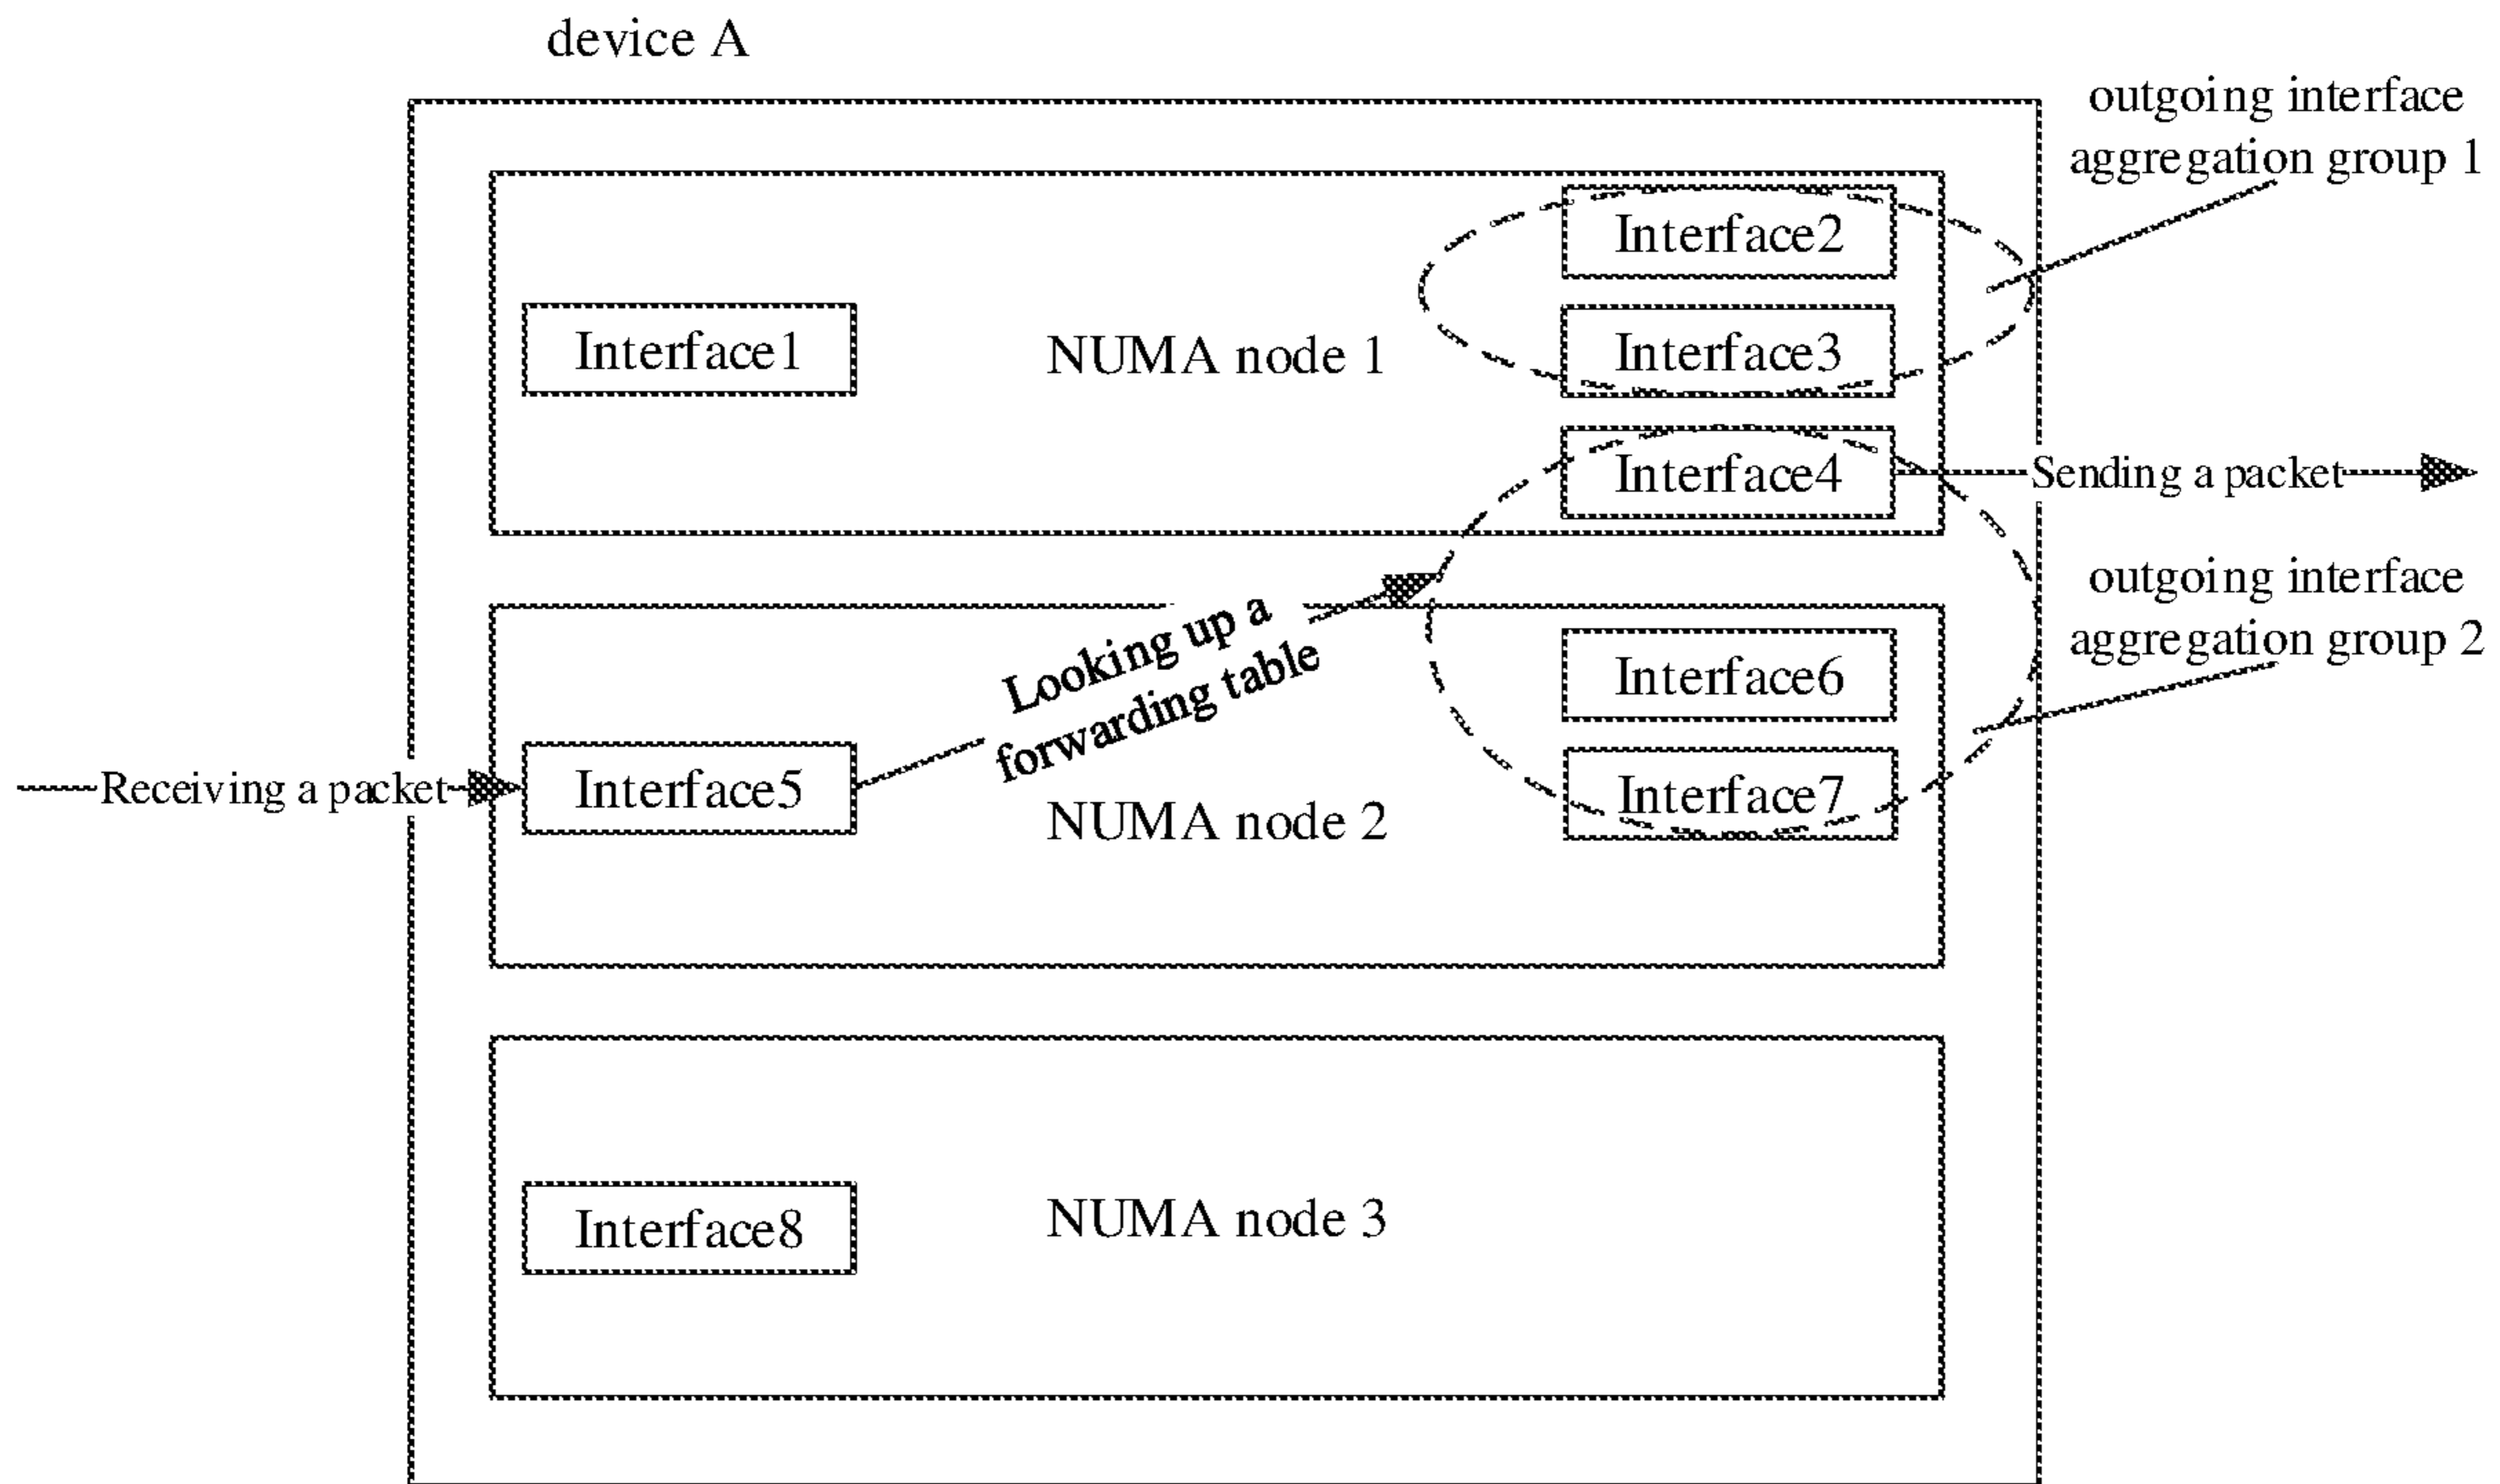 device A
outgoing interface
aggregation group 1
Interface2
Interface1
NUMA node 1
Interface3
Interface4
Sending a packet
outgoing interface
aggregation group 2
Looking up a
forwarding table
Interface6
Receiving a packet
Interface5
NUMA node 2
Interface7
Interface8
NUMA node 3